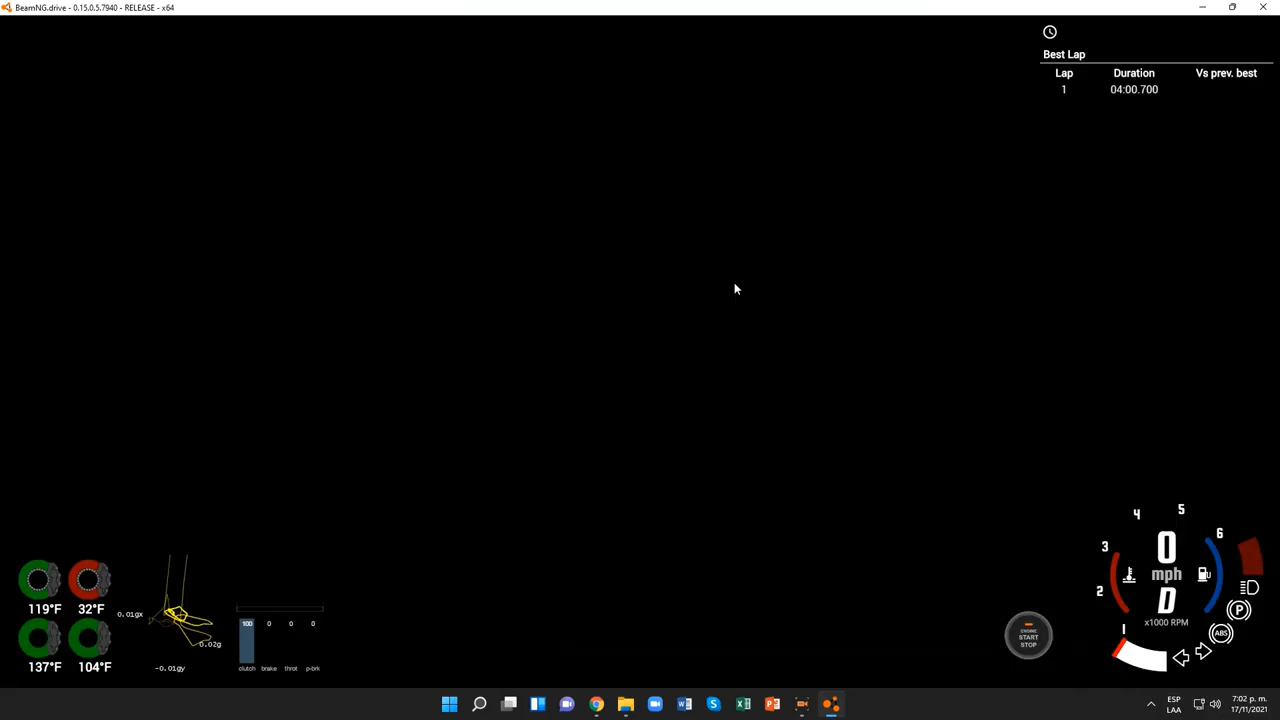 BeamNG.drive - 0.15.0.5.7940 - RELEASE - x64
Best Lap
Lap Duration Vs prev. best
1 04:00.700
119°F 32°F
137°F 104°F
0.01gx
0.02g
-0.01gy
100 0 0 0
clutch brake throt p-brk
ENGINE
START
STOP
1 2 3 4 5 6
0
mph
D
x1000 RPM
P
ABS
ESP
LAA
7:02 p. m.
17/11/2021